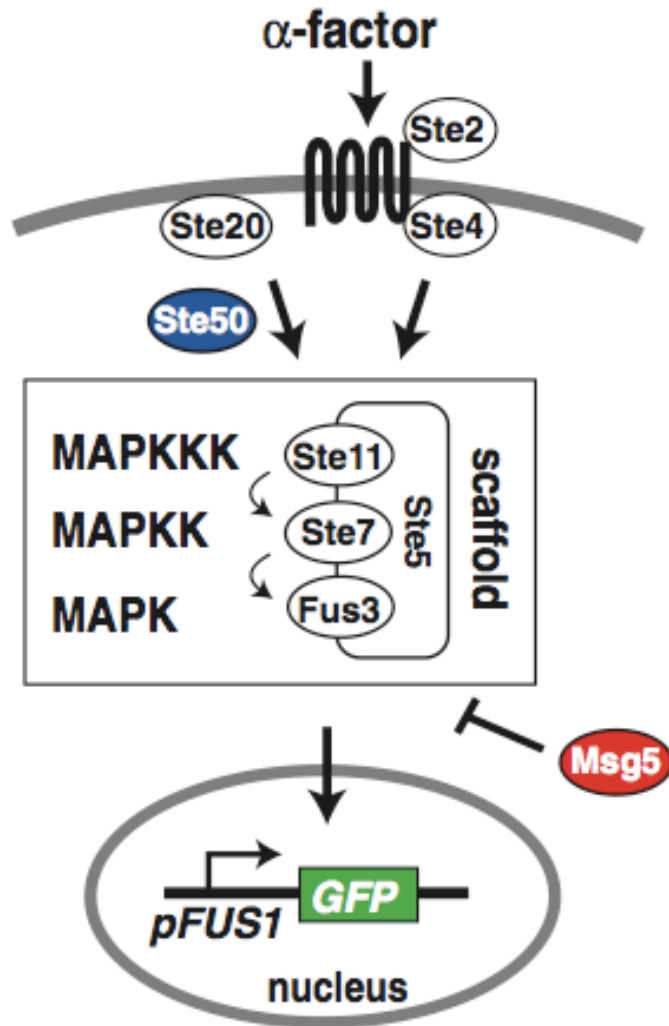 α-factor
Ste2
Ste20
Ste4
Ste50
MAPKKK
Ste11
MAPKK
Ste7
MAPK
Fus3
Ste5
scaffold
Msg5
pFUS1
GFP
nucleus